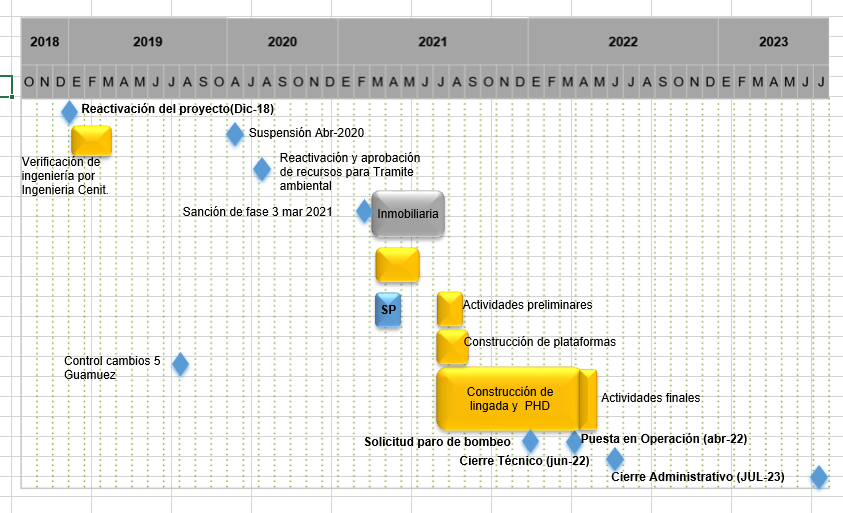 2018 2019 2020 2021 2022 2023
O N D E F M A M J J A S O A M J A S O N D E F M A M J J A S O N D E F M A M J J A S O N D E F M A M J J
Reactivación del proyecto(Dic-18)
Suspensión Abr-2020
Verificación de
ingeniería por
Ingenieria Cenit.
Reactivación y aprobación
de recursos para Tramite
ambiental
Sanción de fase 3 mar 2021
Inmobiliaria
SP
Actividades preliminares
Construcción de plataformas
Control cambios 5
Guamuez
Construcción de
lingada y PHD
Actividades finales
Solicitud paro de bombeo
Puesta en Operación (abr-22)
Cierre Técnico (jun-22)
Cierre Administrativo (JUL-23)